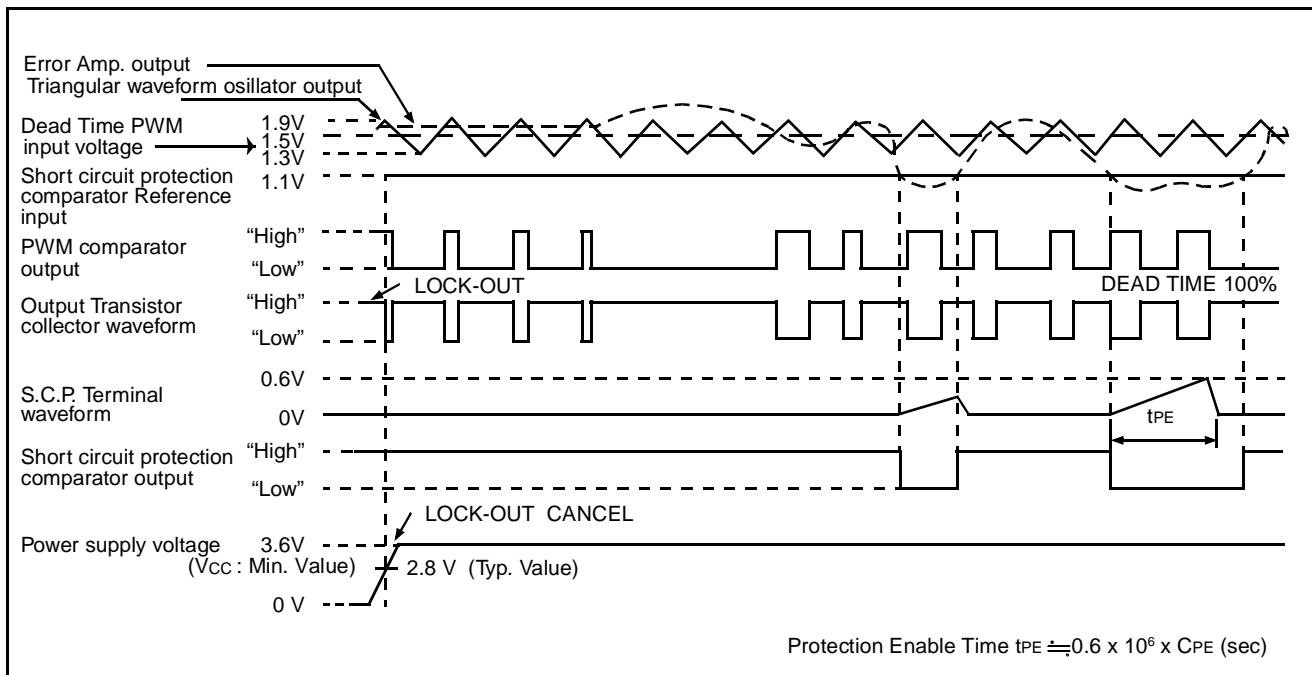 Error Amp. output
Triangular waveform osillator output
Dead Time PWM
input voltage
1.9V
1.5V
1.3V
Short circuit protection
comparator Reference
input
1.1V
PWM comparator
output
“High”
“Low”
LOCK-OUT
DEAD TIME 100%
Output Transistor
collector waveform
“High”
“Low”
S.C.P. Terminal
waveform
0.6V
0V
tPE
Short circuit protection
comparator output
“High”
“Low”
LOCK-OUT CANCEL
Power supply voltage
3.6V
(VCC : Min. Value)
2.8 V (Typ. Value)
0 V
Protection Enable Time tPE ≒0.6 x 10⁶ x CPE (sec)